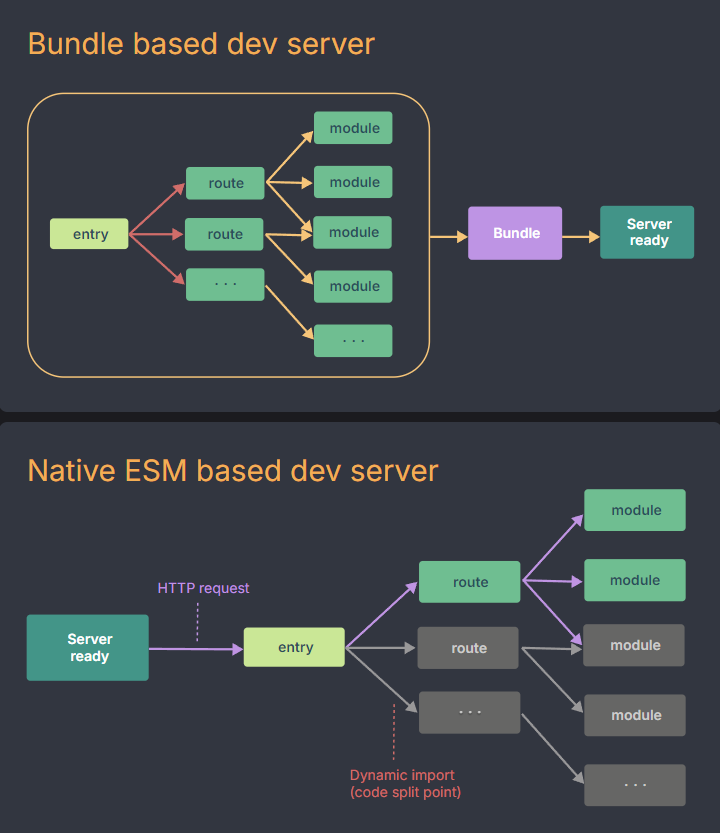 Bundle based dev server
module
route
module
entry
route
module
Bundle
Server
ready
· · ·
module
· · ·
Native ESM based dev server
module
HTTP request
route
module
Server
ready
entry
route
module
· · ·
module
Dynamic import
(code split point)
· · ·